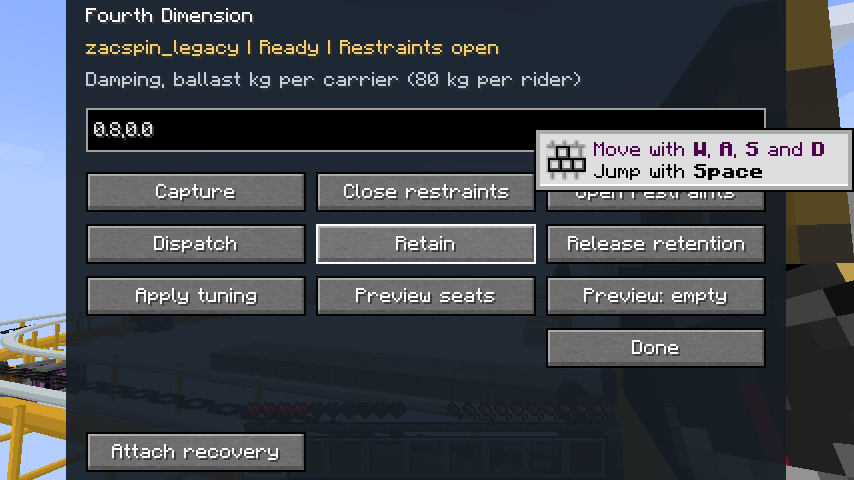 Fourth Dimension
zacspin_legacy | Ready | Restraints open
Damping, ballast kg per carrier (80 kg per rider)
0.8,0.0
Move with W, A, S and D
Jump with Space
Capture
Close restraints
Open restraints
Dispatch
Retain
Release retention
Apply tuning
Preview seats
Preview: empty
Done
Attach recovery